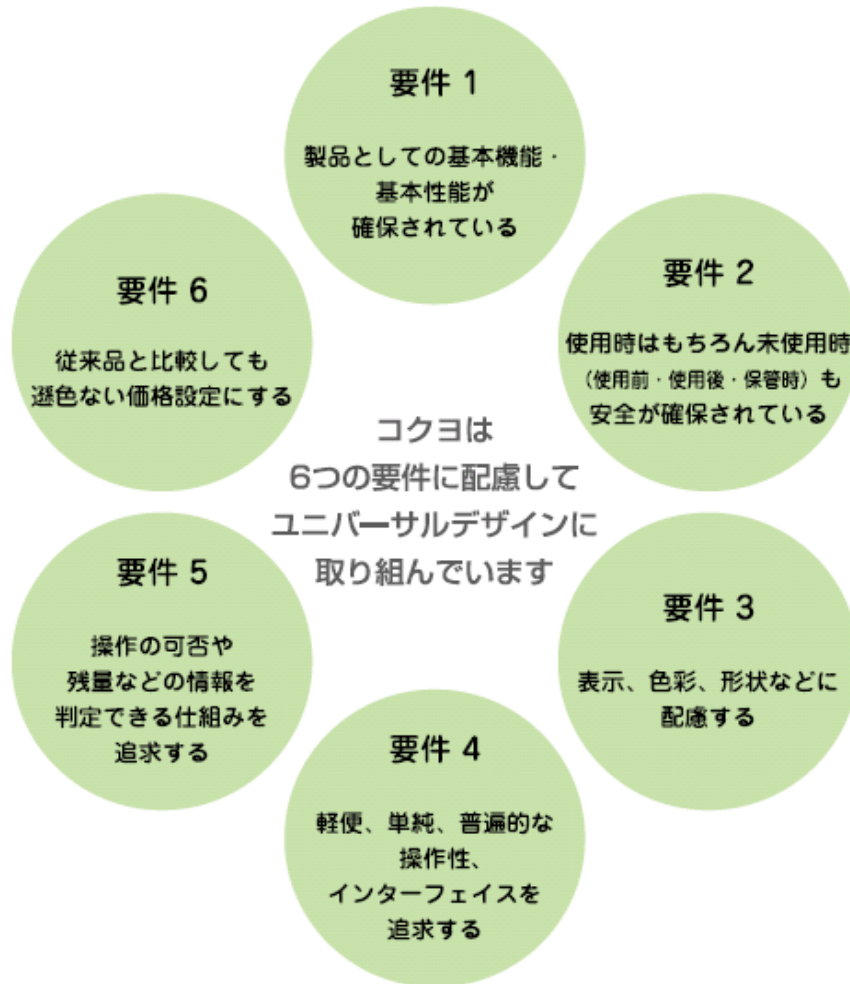 要件 1
製品としての基本機能・
基本性能が
確保されている
要件 2
使用時はもちろん未使用時
（使用前・使用後・保管時）も
安全が確保されている
要件 3
表示、色彩、形状などに
配慮する
要件 4
軽便、単純、普遍的な
操作性、
インターフェイスを
追求する
要件 5
操作の可否や
残量などの情報を
判定できる仕組みを
追求する
要件 6
従来品と比較しても
遜色ない価格設定にする
コクヨは
6つの要件に配慮して
ユニバーサルデザインに
取り組んでいます